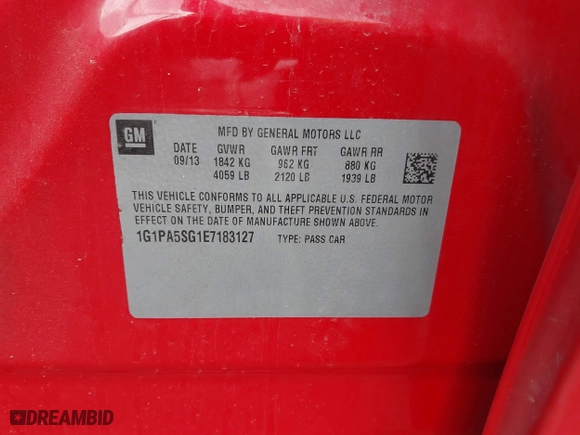 GM
MFD BY GENERAL MOTORS LLC
DATE GVWR GAWR FRT GAWR RR
09/13 1842 KG 962 KG 880 KG
4059 LB 2120 LB 1939 LB
THIS VEHICLE CONFORMS TO ALL APPLICABLE U.S. FEDERAL MOTOR
VEHICLE SAFETY, BUMPER, AND THEFT PREVENTION STANDARDS IN
EFFECT ON THE DATE OF MANUFACTURE SHOWN ABOVE.
1G1PA5SG1E7183127 TYPE: PASS CAR
DREAMBID